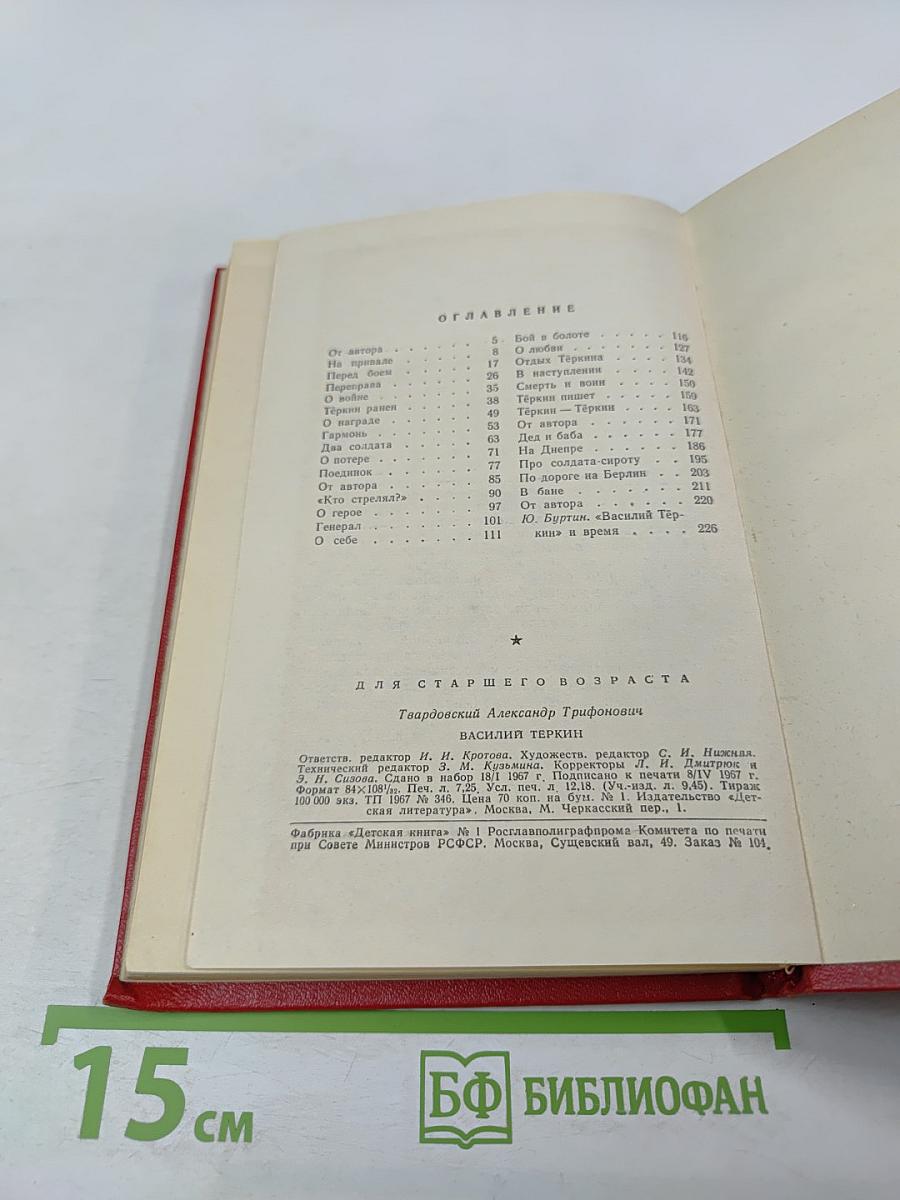 ОГЛАВЛЕНИЕ
От автора . . . . . . . 5
На привале . . . . . . 8
Перед боем . . . . . . 17
Переправа . . . . . . . 26
О войне . . . . . . . . 35
Тёркин ранен . . . . . 38
О награде . . . . . . . 49
Гармонь . . . . . . . . 53
Два солдата . . . . . . 63
О потере . . . . . . . . 71
Поединок . . . . . . . 77
От автора . . . . . . . 85
«Кто стрелял?» . . . . 90
О герое . . . . . . . . 97
Генерал . . . . . . . . 101
О себе . . . . . . . . 111
Бой в болоте . . . . . 116
О любви . . . . . . . 127
Отдых Тёркина . . . . 134
В наступлении . . . . 142
Смерть и воин . . . . 150
Тёркин пишет . . . . . 159
Тёркин — Тёркин . . . . 163
От автора . . . . . . . 171
Дед и баба . . . . . . 177
На Днепре . . . . . . 186
Про солдата-сироту . . 195
По дороге на Берлин . . 203
В бане . . . . . . . . 211
От автора . . . . . . . 220
Ю. Буртин. «Василий Тёр-
кин» и время . . . . 226
★
ДЛЯ СТАРШЕГО ВОЗРАСТА
Твардовский Александр Трифонович
ВАСИЛИЙ ТЕРКИН
Ответств. редактор И. И. Кротова. Художеств. редактор С. И. Нижная.
Технический редактор З. М. Кузьмина. Корректоры Л. И. Дмитрюк и
Э. Н. Сизова. Сдано в набор 18/I 1967 г. Подписано к печати 8/IV 1967 г.
Формат 84×108¹/₃₂. Печ. л. 7,25. Усл. печ. л. 12,18. (Уч.-изд. л. 9,45). Тираж
100 000 экз. ТП 1967 № 346. Цена 70 коп. на бум. № 1. Издательство «Дет-
ская литература». Москва, М. Черкасский пер., 1.
Фабрика «Детская книга» № 1 Росглавполиграфпрома Комитета по печати
при Совете Министров РСФСР. Москва, Сущевский вал, 49. Заказ № 104.
15 см
БФ БИБЛИОФАН